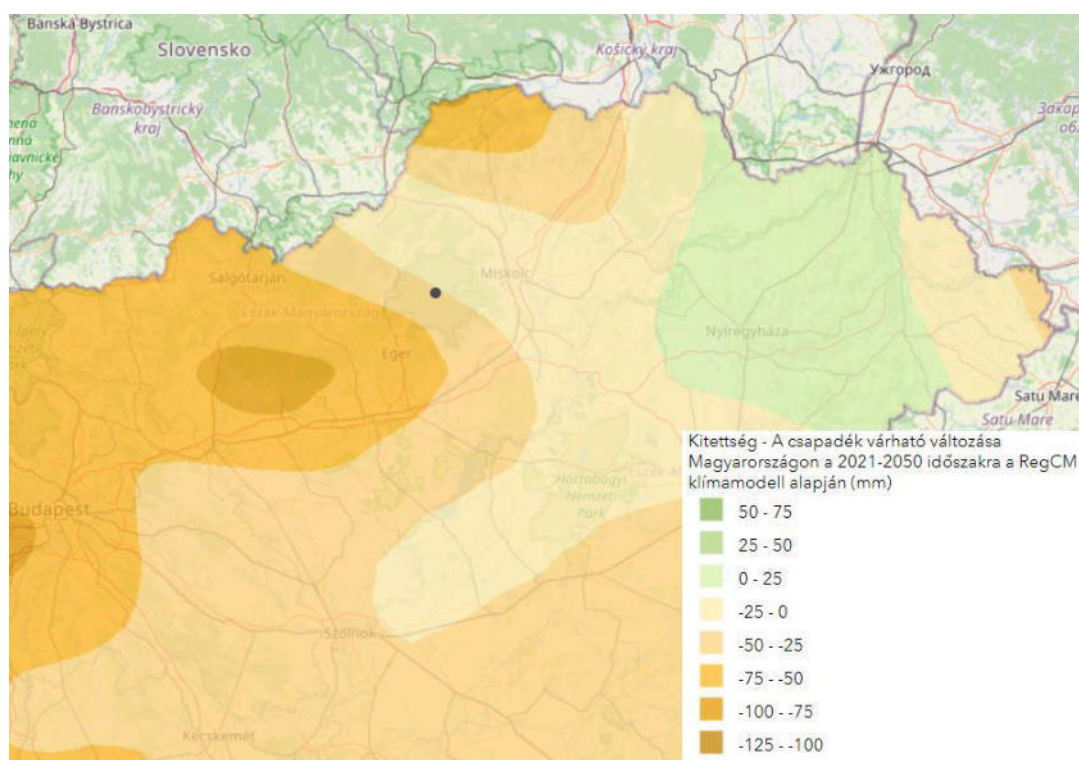 Banská Bystrica
Slovensko
Košický kraj
Ужгород
Banskobystrický
kraj
Закар
Salgótarján
Miskolc
Észak-Magyarország
Nyíregyháza
Eger
Satu Mare
Satu Mare
Hortobágyi
Nemzeti
Park
Budapest
Szolnok
Kecskemét
Kitettség - A csapadék várható változása
Magyarországon a 2021-2050 időszakra a RegCM
klímamodell alapján (mm)
50 - 75
25 - 50
0 - 25
-25 - 0
-50 - -25
-75 - -50
-100 - -75
-125 - -100